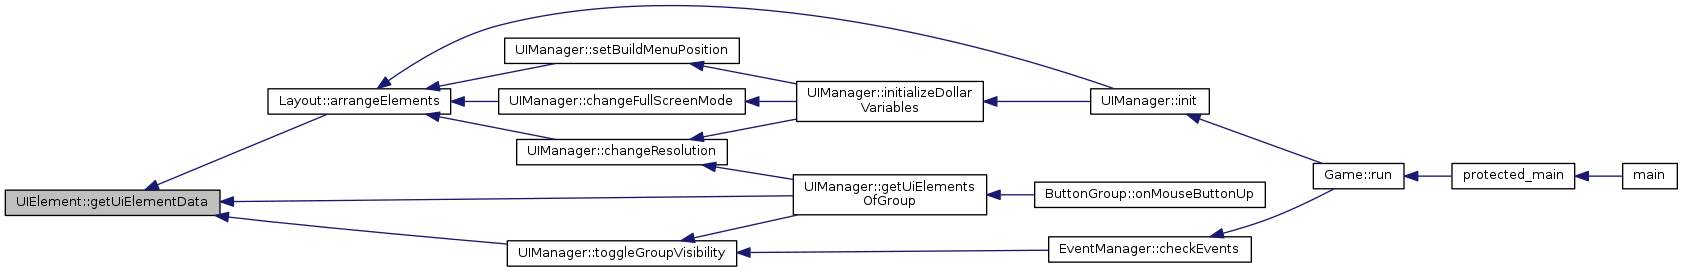 UIElement::getUiElementData
Layout::arrangeElements
UIManager::setBuildMenuPosition
UIManager::changeFullScreenMode
UIManager::changeResolution
UIManager::toggleGroupVisibility
UIManager::initializeDollar
Variables
UIManager::getUiElements
OfGroup
UIManager::init
ButtonGroup::onMouseButtonUp
EventManager::checkEvents
Game::run
protected_main
main